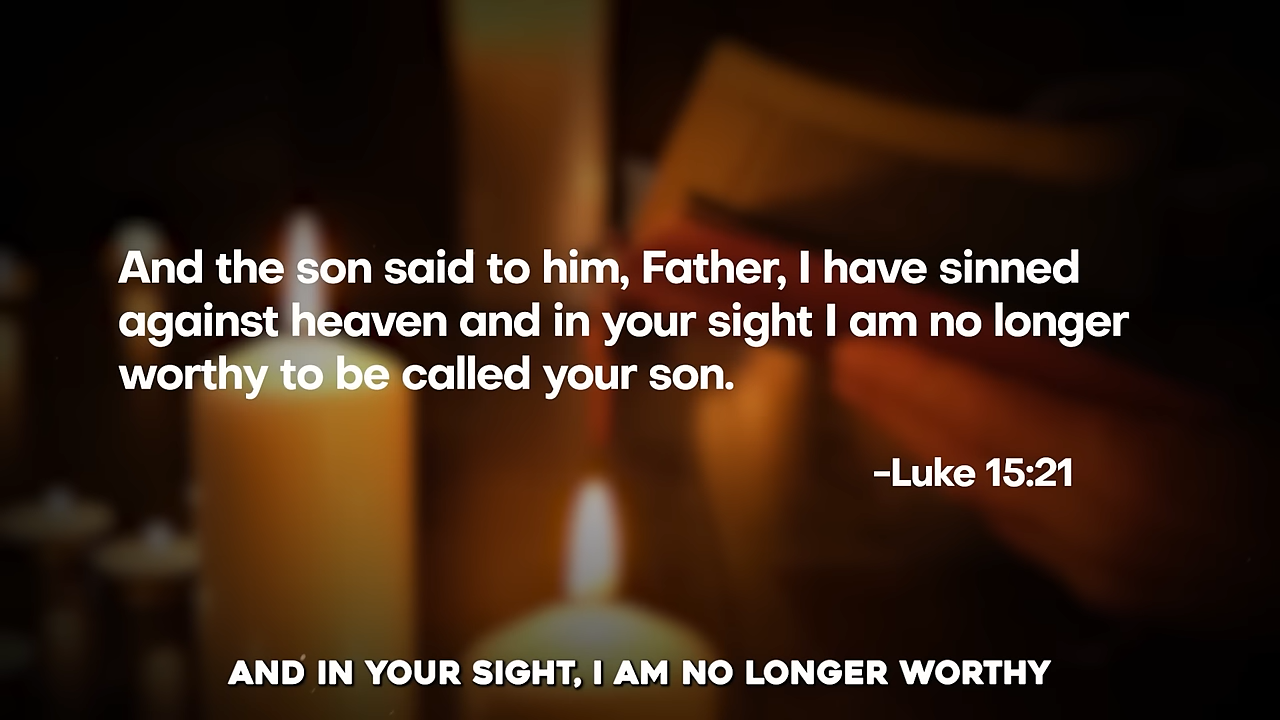 And the son said to him, Father, I have sinned
against heaven and in your sight I am no longer
worthy to be called your son.
-Luke 15:21
AND IN YOUR SIGHT, I AM NO LONGER WORTHY